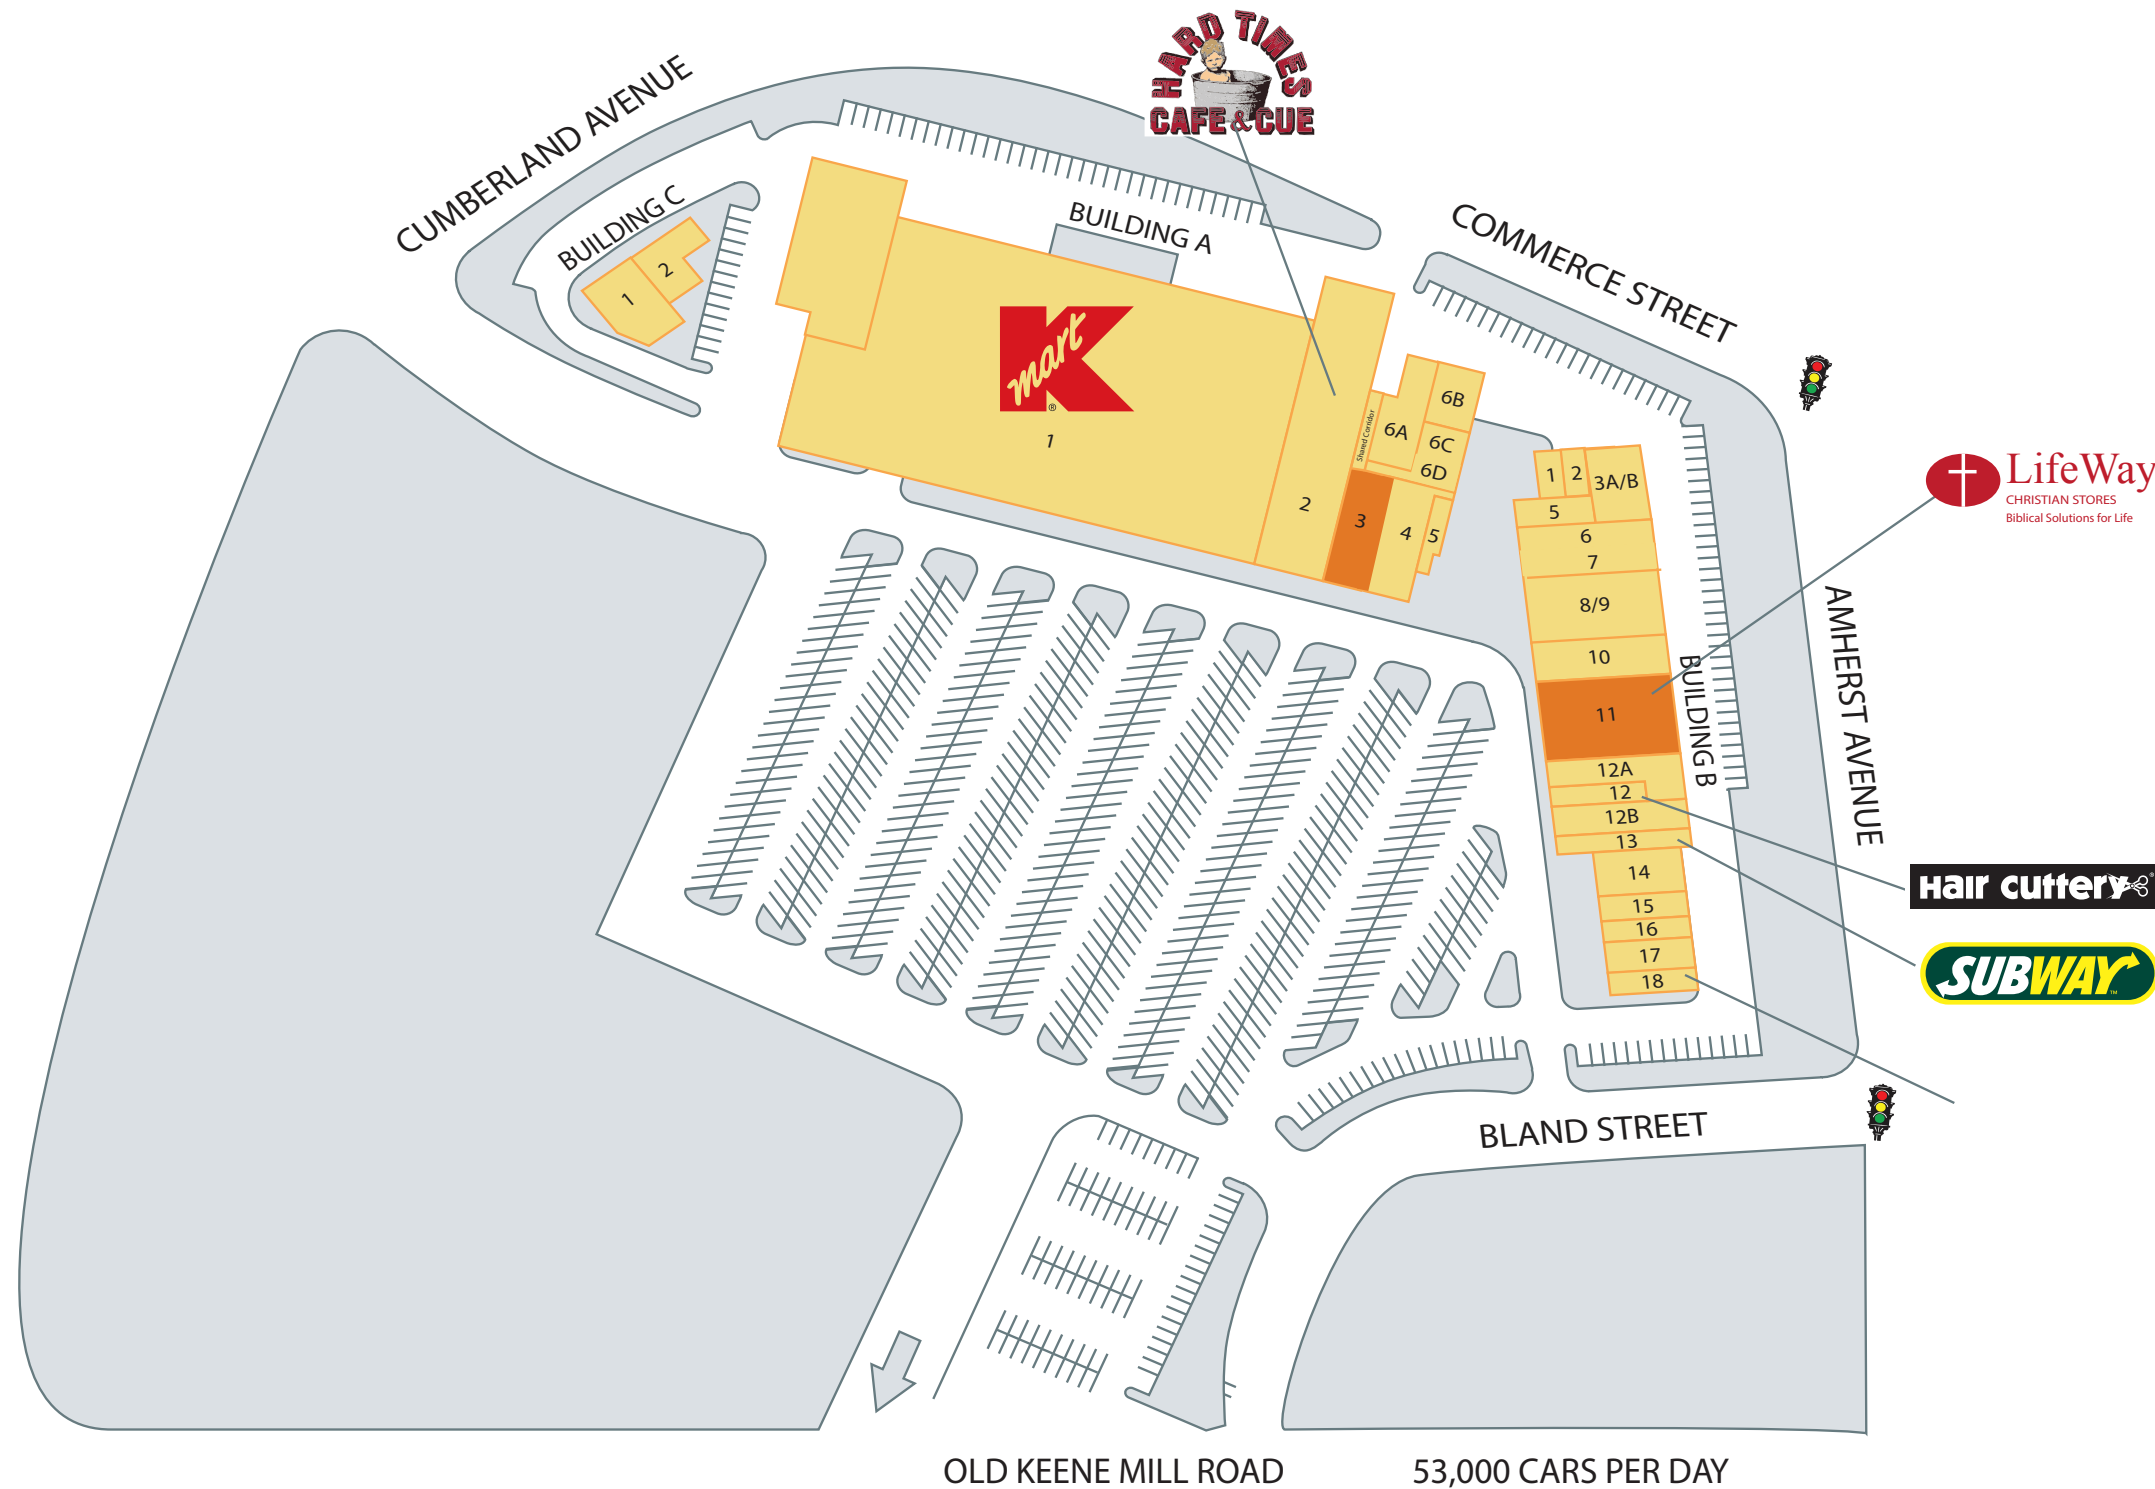 HARD TIMES
CAFE & CUE
CUMBERLAND AVENUE
BUILDING C
1
2
BUILDING A
COMMERCE STREET
Kmart ®
1
2
Shared Corridor
3
4
5
6A
6B
6C
6D
1
2
3A/B
5
6
7
8/9
10
11
12A
12
12B
13
14
15
16
17
18
BUILDING B
AMHERST AVENUE
LifeWay
CHRISTIAN STORES
Biblical Solutions for Life
Hair Cuttery®
SUBWAY™
BLAND STREET
OLD KEENE MILL ROAD
53,000 CARS PER DAY